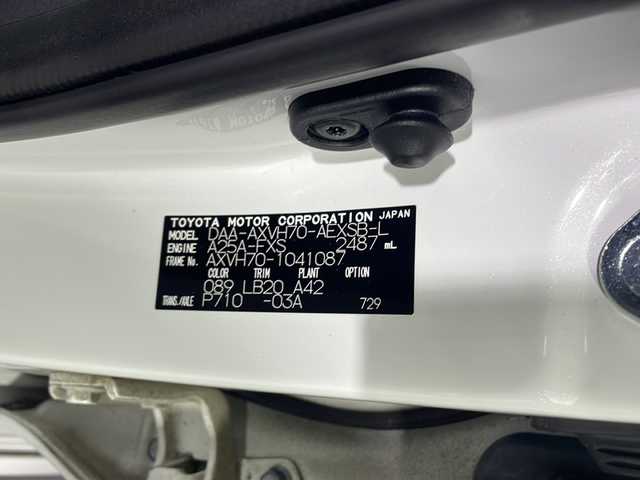 TOYOTA MOTOR CORPORATION JAPAN
MODEL DAA-AXVH70-AEXSB-L
ENGINE A25A-FXS 2487 mL
FRAME No. AXVH70-1041087
COLOR TRIM PLANT OPTION
089 LB20 A42
TRANS./AXLE P710 -03A 729